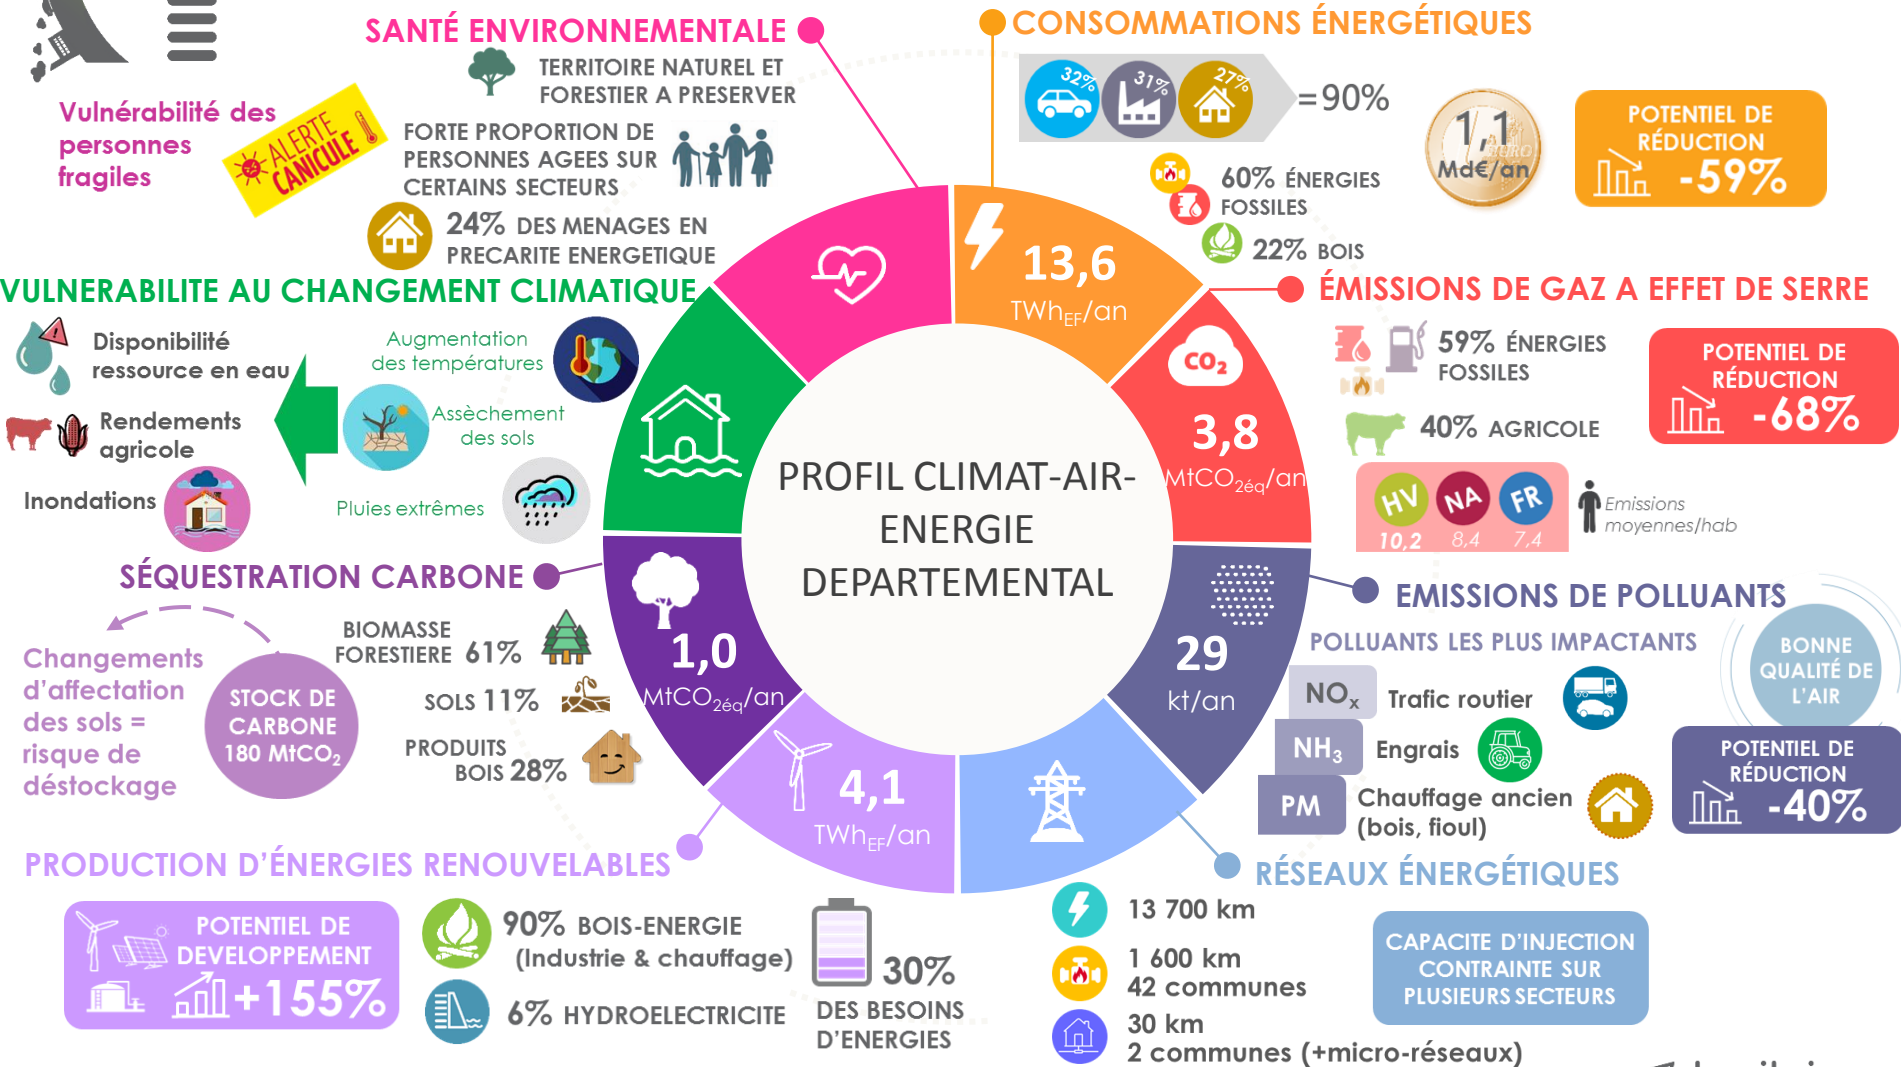 SANTÉ ENVIRONNEMENTALE
TERRITOIRE NATUREL ET
FORESTIER A PRESERVER
Vulnérabilité des
personnes
fragiles
ALERTE
CANICULE
FORTE PROPORTION DE
PERSONNES AGEES SUR
CERTAINS SECTEURS
24% DES MENAGES EN
PRECARITE ENERGETIQUE
CONSOMMATIONS ÉNERGÉTIQUES
32% 31% 27% =90%
1,1
Md€/an
POTENTIEL DE
RÉDUCTION
-59%
60% ÉNERGIES
FOSSILES
22% BOIS
13,6
TWhEF/an
VULNERABILITE AU CHANGEMENT CLIMATIQUE
Disponibilité
ressource en eau
Augmentation
des températures
Rendements
agricole
Assèchement
des sols
Inondations
Pluies extrêmes
ÉMISSIONS DE GAZ A EFFET DE SERRE
CO2
3,8
MtCO2éq/an
59% ÉNERGIES
FOSSILES
40% AGRICOLE
POTENTIEL DE
RÉDUCTION
-68%
HV NA FR
10,2 8,4 7,4
Emissions
moyennes/hab
PROFIL CLIMAT-AIR-
ENERGIE
DEPARTEMENTAL
SÉQUESTRATION CARBONE
1,0
MtCO2éq/an
BIOMASSE
FORESTIERE 61%
SOLS 11%
PRODUITS
BOIS 28%
STOCK DE
CARBONE
180 MtCO2
Changements
d’affectation
des sols =
risque de
déstockage
EMISSIONS DE POLLUANTS
29
kt/an
POLLUANTS LES PLUS IMPACTANTS
NOx Trafic routier
NH3 Engrais
PM Chauffage ancien
(bois, fioul)
BONNE
QUALITÉ DE
L’AIR
POTENTIEL DE
RÉDUCTION
-40%
PRODUCTION D’ÉNERGIES RENOUVELABLES
4,1
TWhEF/an
POTENTIEL DE
DEVELOPPEMENT
+155%
90% BOIS-ENERGIE
(Industrie & chauffage)
6% HYDROELECTRICITE
30%
DES BESOINS
D’ENERGIES
RÉSEAUX ÉNERGÉTIQUES
13 700 km
1 600 km
42 communes
30 km
2 communes (+micro-réseaux)
CAPACITE D’INJECTION
CONTRAINTE SUR
PLUSIEURS SECTEURS